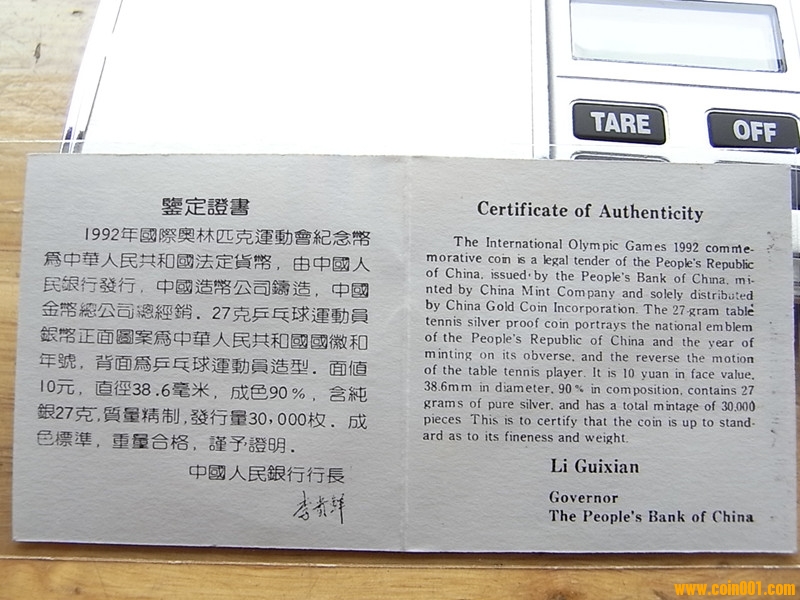 TARE
OFF
鑒定證書
1992年國際奧林匹克運動會紀念幣
爲中華人民共和國法定貨幣，由中國人
民銀行發行，中國造幣公司鑄造，中國
金幣總公司總經銷．27克乒乓球運動員
銀幣正面圖案爲中華人民共和國國徽和
年號，背面爲乒乓球運動員造型．面值
10元，直徑38.6毫米，成色90%，含純
銀27克，質量精制，發行量30,000枚．成
色標準，重量合格，謹予證明．
中國人民銀行行長
李貴鮮
Certificate of Authenticity
The International Olympic Games 1992 comme-
morative coin is a legal tender of the People's Republic
of China, issued by the People's Bank of China, mi-
nted by China Mint Company and solely distributed
by China Gold Coin Incorporation. The 27-gram table
tennis silver proof coin portrays the national emblem
of the People's Republic of China and the year of
minting on its obverse, and the reverse the motion
of the table tennis player. It is 10 yuan in face value,
38.6mm in diameter, 90% in composition, contains 27
grams of pure silver, and has a total mintage of 30,000
pieces. This is to certify that the coin is up to stand-
ard as to its fineness and weight.
Li Guixian
Governor
The People's Bank of China
www.coin001.com